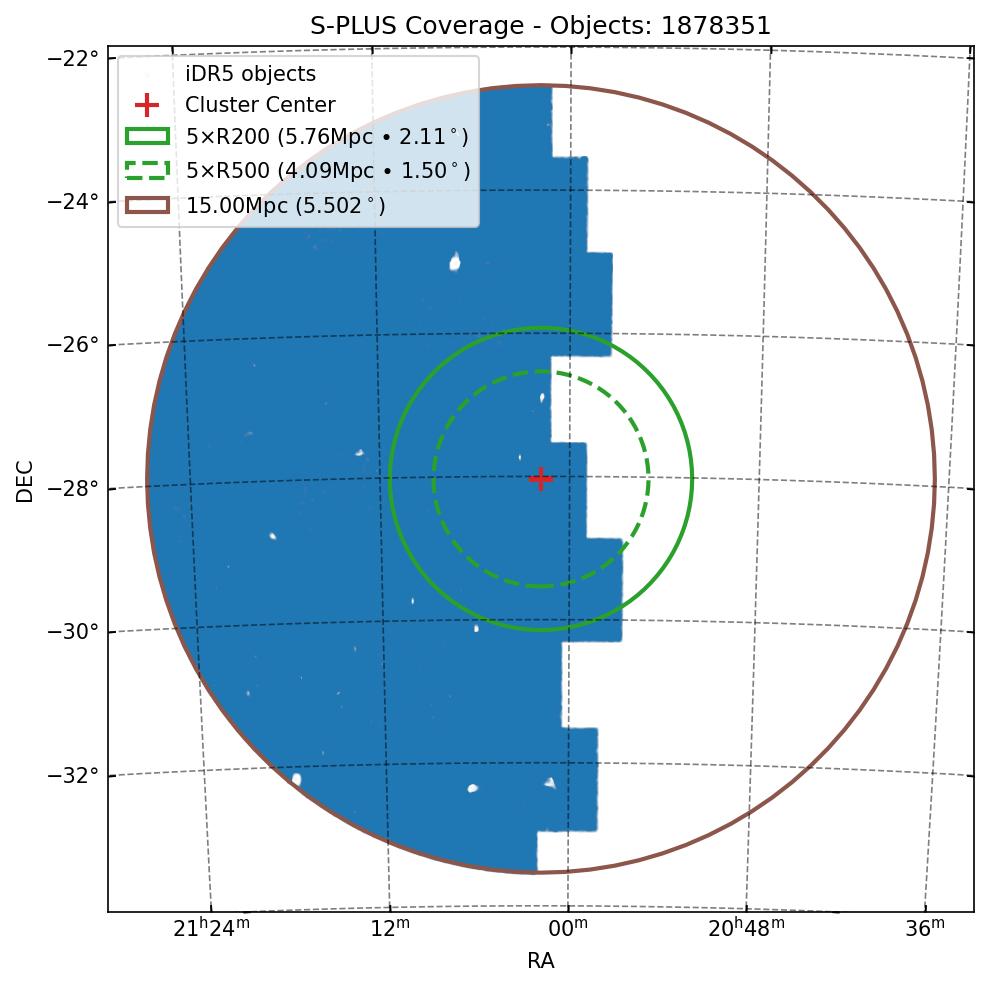 S-PLUS Coverage - Objects: 1878351
iDR5 objects
Cluster Center
5×R200 (5.76Mpc • 2.11°)
5×R500 (4.09Mpc • 1.50°)
15.00Mpc (5.502°)
−22°
−24°
−26°
−28°
−30°
−32°
DEC
21ʰ24ᵐ
12ᵐ
00ᵐ
20ʰ48ᵐ
36ᵐ
RA